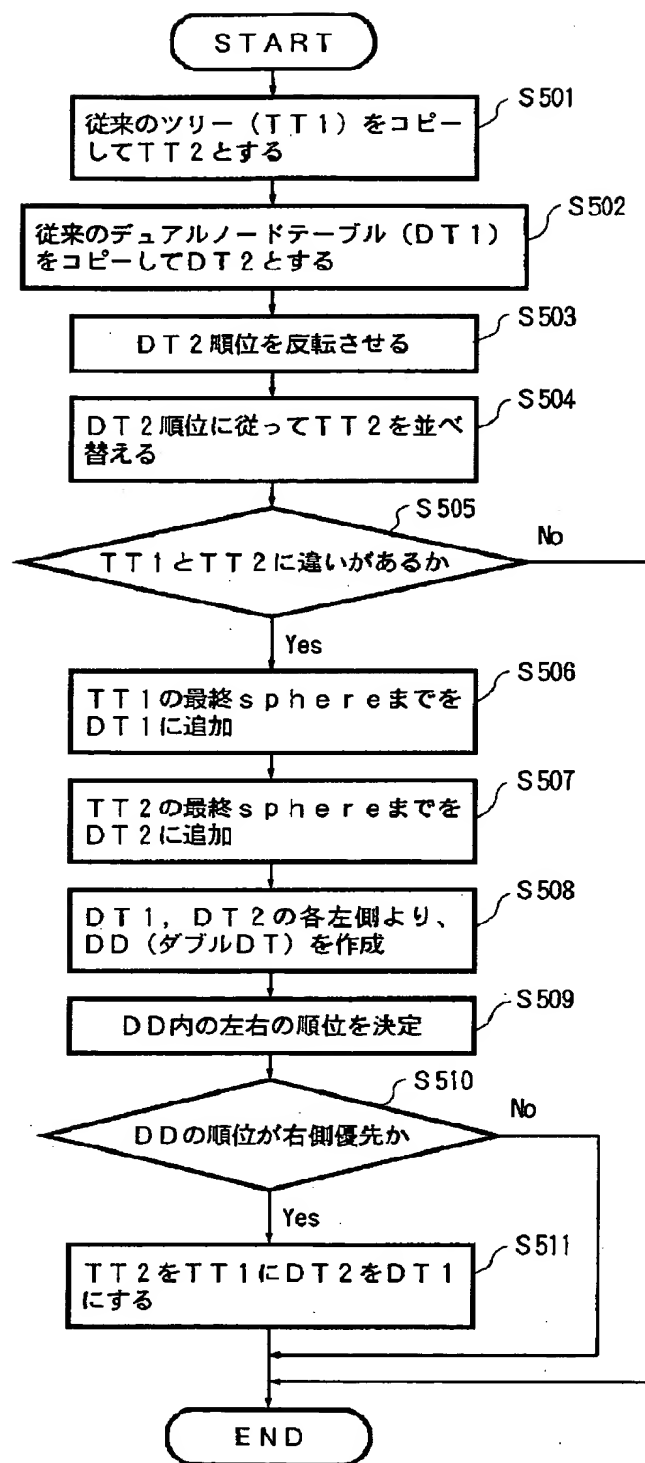 START
S501
従来のツリー（TT1）をコピー
してTT2とする
S502
従来のデュアルノードテーブル（DT1）
をコピーしてDT2とする
S503
DT2順位を反転させる
S504
DT2順位に従ってTT2を並べ
替える
S505
TT1とTT2に違いがあるか
No
Yes
S506
TT1の最終sphereまでを
DT1に追加
S507
TT2の最終sphereまでを
DT2に追加
S508
DT1，DT2の各左側より、
DD（ダブルDT）を作成
S509
DD内の左右の順位を決定
S510
DDの順位が右側優先か
No
Yes
S511
TT2をTT1にDT2をDT1
にする
END